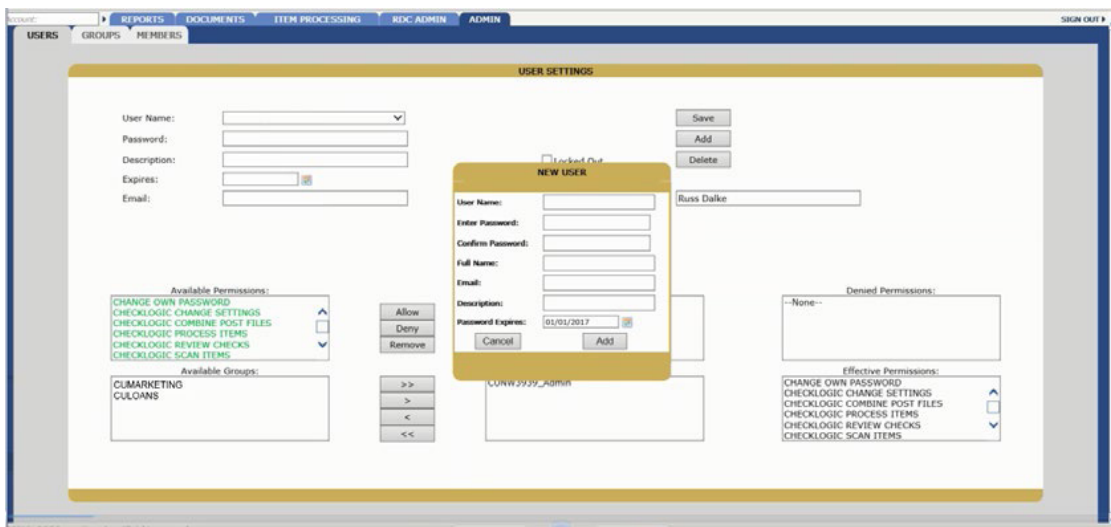 REPORTS DOCUMENTS ITEM PROCESSING RDC ADMIN ADMIN SIGN OUT
USERS GROUPS MEMBERS
USER SETTINGS
User Name: Save
Password: Add
Description: Locked Out Delete
Expires:
Email: Russ Dalke
NEW USER
User Name:
Enter Password:
Confirm Password:
Full Name:
Email:
Description:
Password Expires: 01/01/2017
Cancel Add
Available Permissions: Denied Permissions:
CHANGE OWN PASSWORD --None--
CHECKLOGIC CHANGE SETTINGS Allow
CHECKLOGIC COMBINE POST FILES Deny
CHECKLOGIC PROCESS ITEMS
CHECKLOGIC REVIEW CHECKS Remove
CHECKLOGIC SCAN ITEMS
Available Groups: Effective Permissions:
CUMARKETING >> CUNW3939_Admin CHANGE OWN PASSWORD
CULOANS > CHECKLOGIC CHANGE SETTINGS
CHECKLOGIC COMBINE POST FILES
< CHECKLOGIC PROCESS ITEMS
CHECKLOGIC REVIEW CHECKS
<< CHECKLOGIC SCAN ITEMS